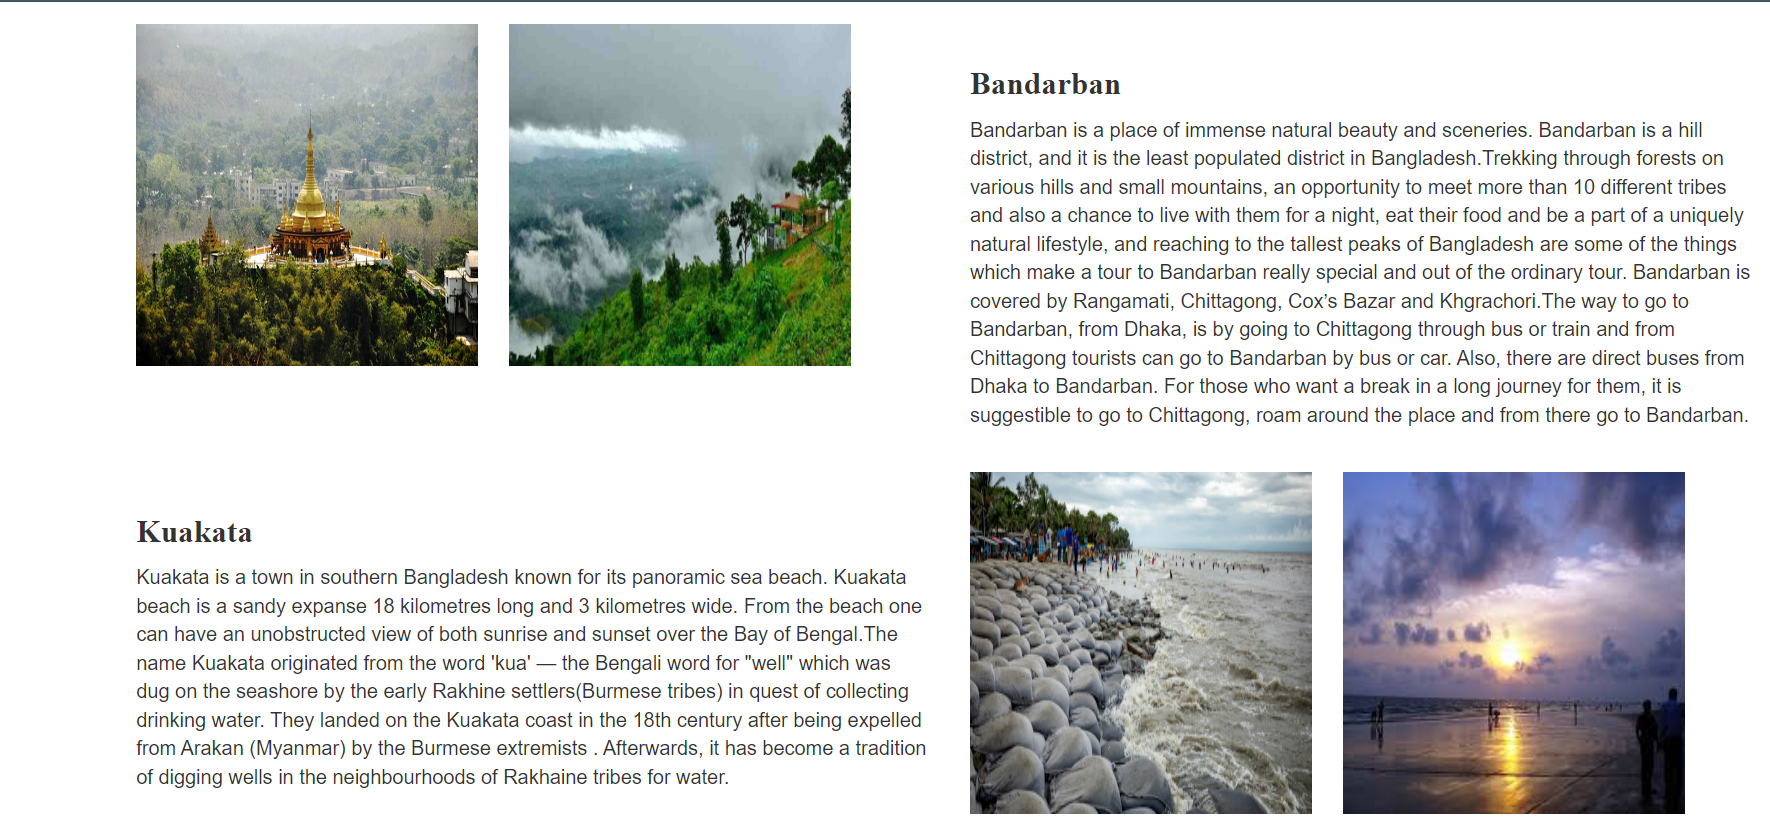 Bandarban
Bandarban is a place of immense natural beauty and sceneries. Bandarban is a hill
district, and it is the least populated district in Bangladesh.Trekking through forests on
various hills and small mountains, an opportunity to meet more than 10 different tribes
and also a chance to live with them for a night, eat their food and be a part of a uniquely
natural lifestyle, and reaching to the tallest peaks of Bangladesh are some of the things
which make a tour to Bandarban really special and out of the ordinary tour. Bandarban is
covered by Rangamati, Chittagong, Cox’s Bazar and Khgrachori.The way to go to
Bandarban, from Dhaka, is by going to Chittagong through bus or train and from
Chittagong tourists can go to Bandarban by bus or car. Also, there are direct buses from
Dhaka to Bandarban. For those who want a break in a long journey for them, it is
suggestible to go to Chittagong, roam around the place and from there go to Bandarban.
Kuakata
Kuakata is a town in southern Bangladesh known for its panoramic sea beach. Kuakata
beach is a sandy expanse 18 kilometres long and 3 kilometres wide. From the beach one
can have an unobstructed view of both sunrise and sunset over the Bay of Bengal.The
name Kuakata originated from the word 'kua' — the Bengali word for "well" which was
dug on the seashore by the early Rakhine settlers(Burmese tribes) in quest of collecting
drinking water. They landed on the Kuakata coast in the 18th century after being expelled
from Arakan (Myanmar) by the Burmese extremists . Afterwards, it has become a tradition
of digging wells in the neighbourhoods of Rakhaine tribes for water.